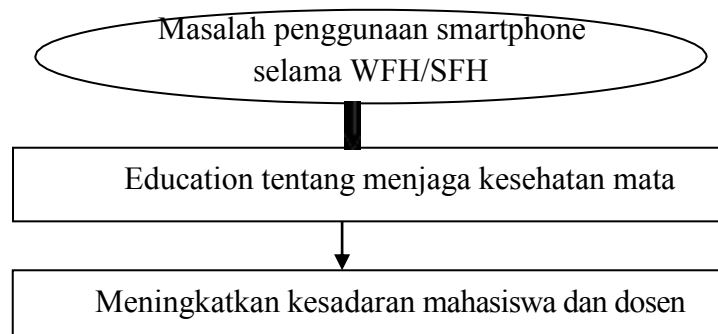 Masalah penggunaan smartphone
selama WFH/SFH
Education tentang menjaga kesehatan mata
Meningkatkan kesadaran mahasiswa dan dosen